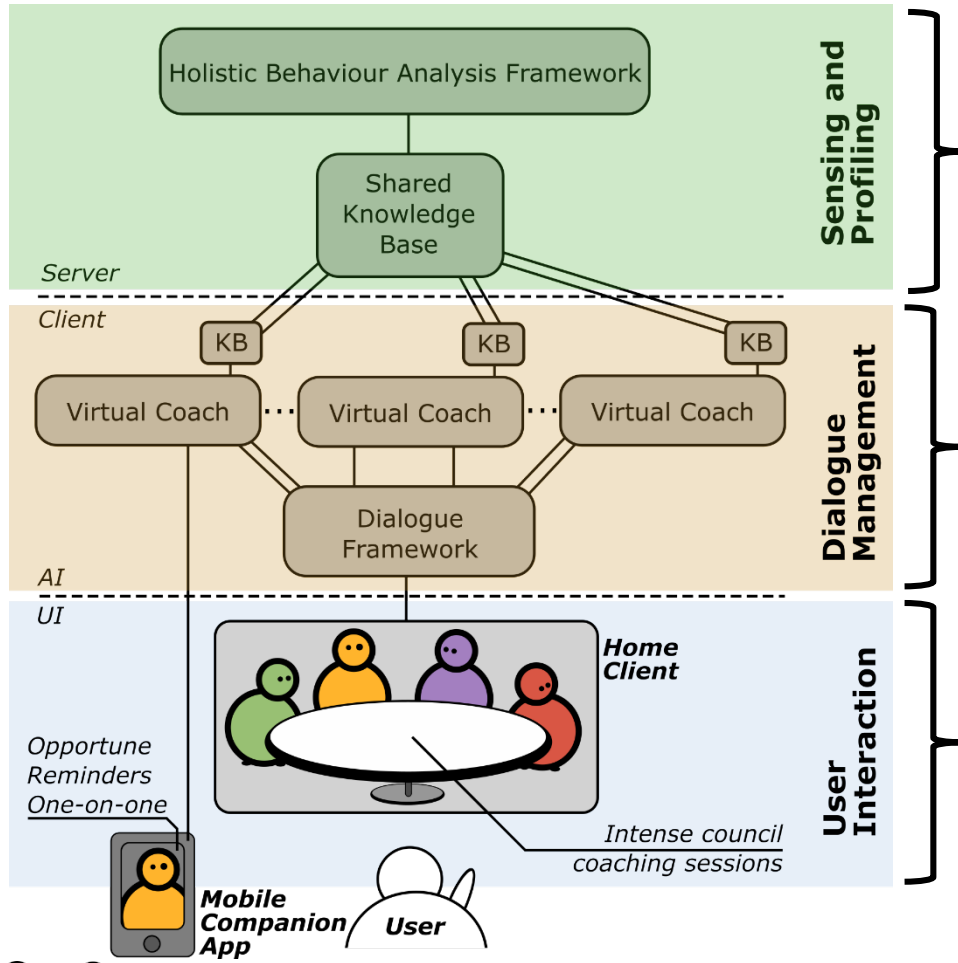 Holistic Behaviour Analysis Framework
Shared
Knowledge
Base
Sensing and
Profiling
Server
Client
KB
KB
KB
Virtual Coach
...
Virtual Coach
...
Virtual Coach
Dialogue
Framework
Dialogue
Management
AI
UI
Home
Client
User
Interaction
Opportune
Reminders
One-on-one
Intense council
coaching sessions
Mobile
Companion
App
User